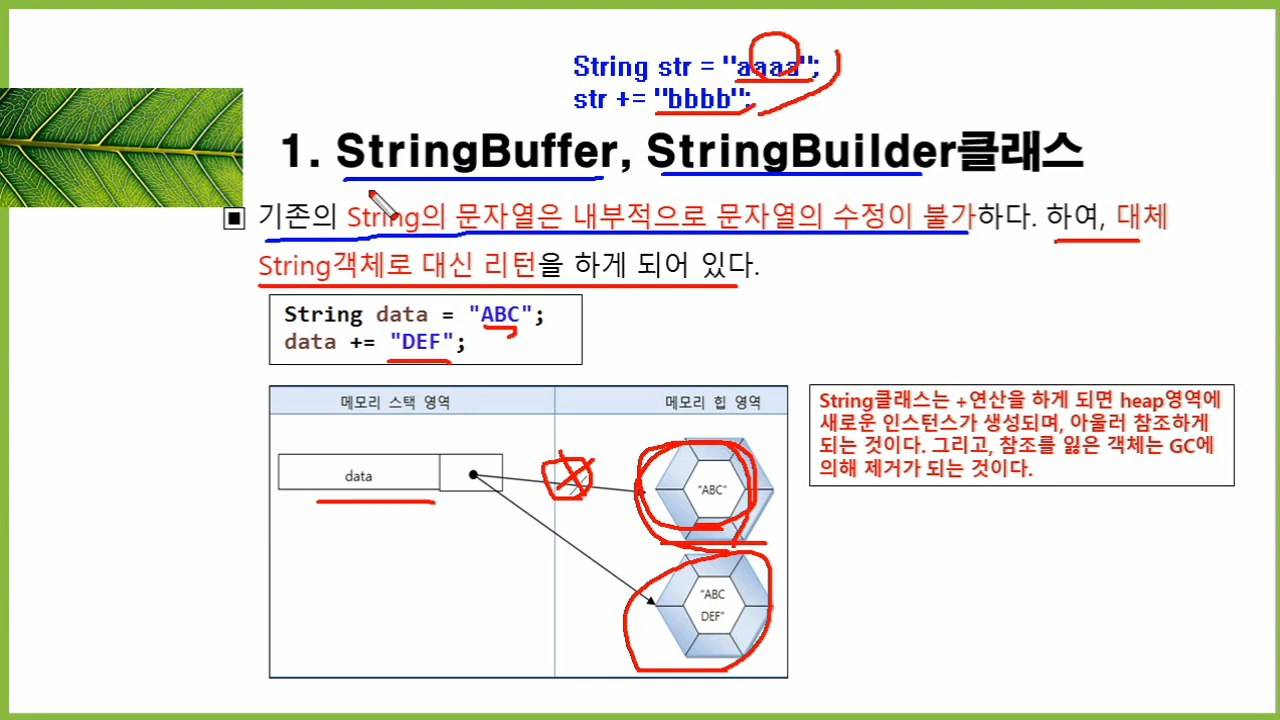 String str = "aaaa";
str += "bbbb";
1. StringBuffer, StringBuilder클래스
기존의 String의 문자열은 내부적으로 문자열의 수정이 불가하다. 하여, 대체
String객체로 대신 리턴을 하게 되어 있다.
String data = "ABC";
data += "DEF";
메모리 스택 영역
메모리 힙 영역
data
"ABC"
"ABC
DEF"
String클래스는 +연산을 하게 되면 heap영역에
새로운 인스턴스가 생성되며, 아울러 참조하게
되는 것이다. 그리고, 참조를 잃은 객체는 GC에
의해 제거가 되는 것이다.